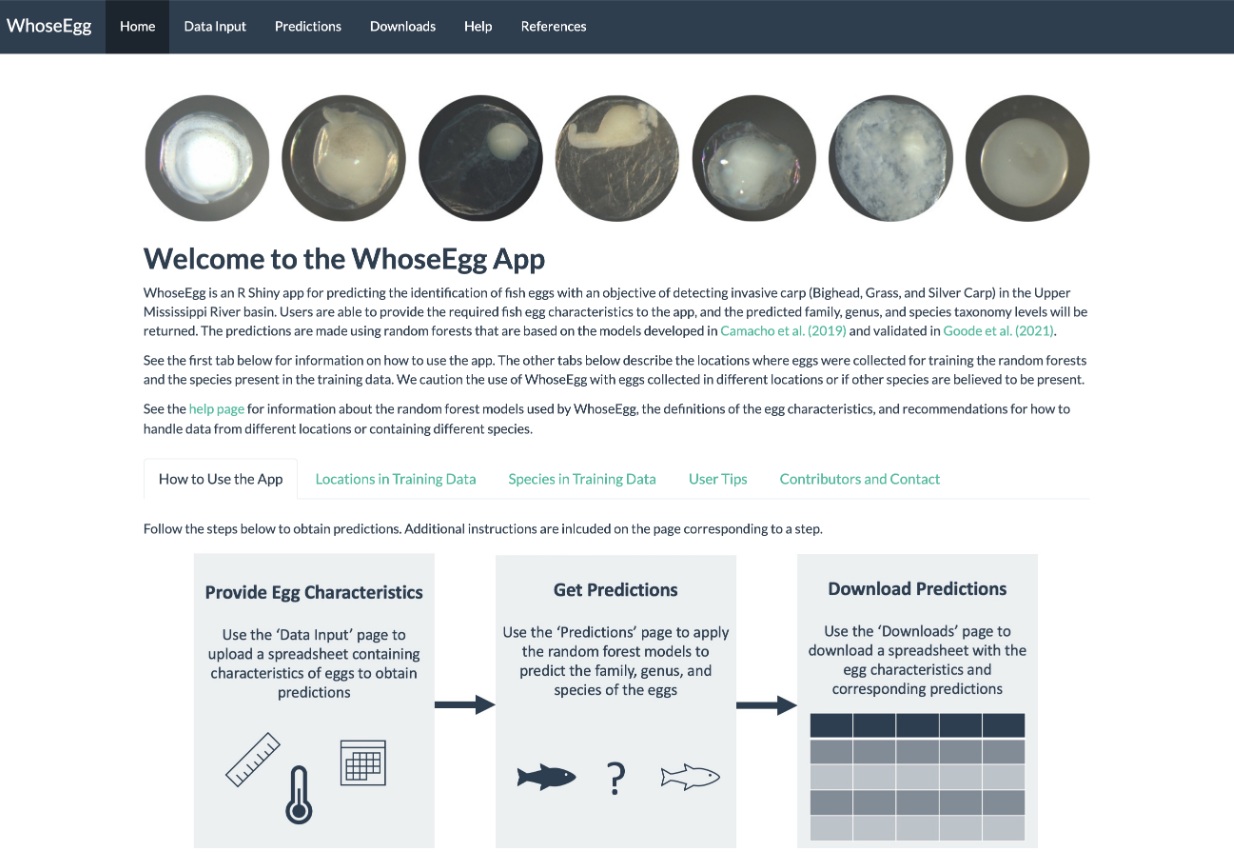 WhoseEgg Home Data Input Predictions Downloads Help References
Welcome to the WhoseEgg App
WhoseEgg is an R Shiny app for predicting the identification of fish eggs with an objective of detecting invasive carp (Bighead, Grass, and Silver Carp) in the Upper
Mississippi River basin. Users are able to provide the required fish egg characteristics to the app, and the predicted family, genus, and species taxonomy levels will be
returned. The predictions are made using random forests that are based on the models developed in Camacho et al. (2019) and validated in Goode et al. (2021).
See the first tab below for information on how to use the app. The other tabs below describe the locations where eggs were collected for training the random forests
and the species present in the training data. We caution the use of WhoseEgg with eggs collected in different locations or if other species are believed to be present.
See the help page for information about the random forest models used by WhoseEgg, the definitions of the egg characteristics, and recommendations for how to
handle data from different locations or containing different species.
How to Use the App Locations in Training Data Species in Training Data User Tips Contributors and Contact
Follow the steps below to obtain predictions. Additional instructions are inlcuded on the page corresponding to a step.
Provide Egg Characteristics
Use the ‘Data Input’ page to
upload a spreadsheet containing
characteristics of eggs to obtain
predictions
Get Predictions
Use the ‘Predictions’ page to apply
the random forest models to
predict the family, genus, and
species of the eggs
?
Download Predictions
Use the ‘Downloads’ page to
download a spreadsheet with the
egg characteristics and
corresponding predictions